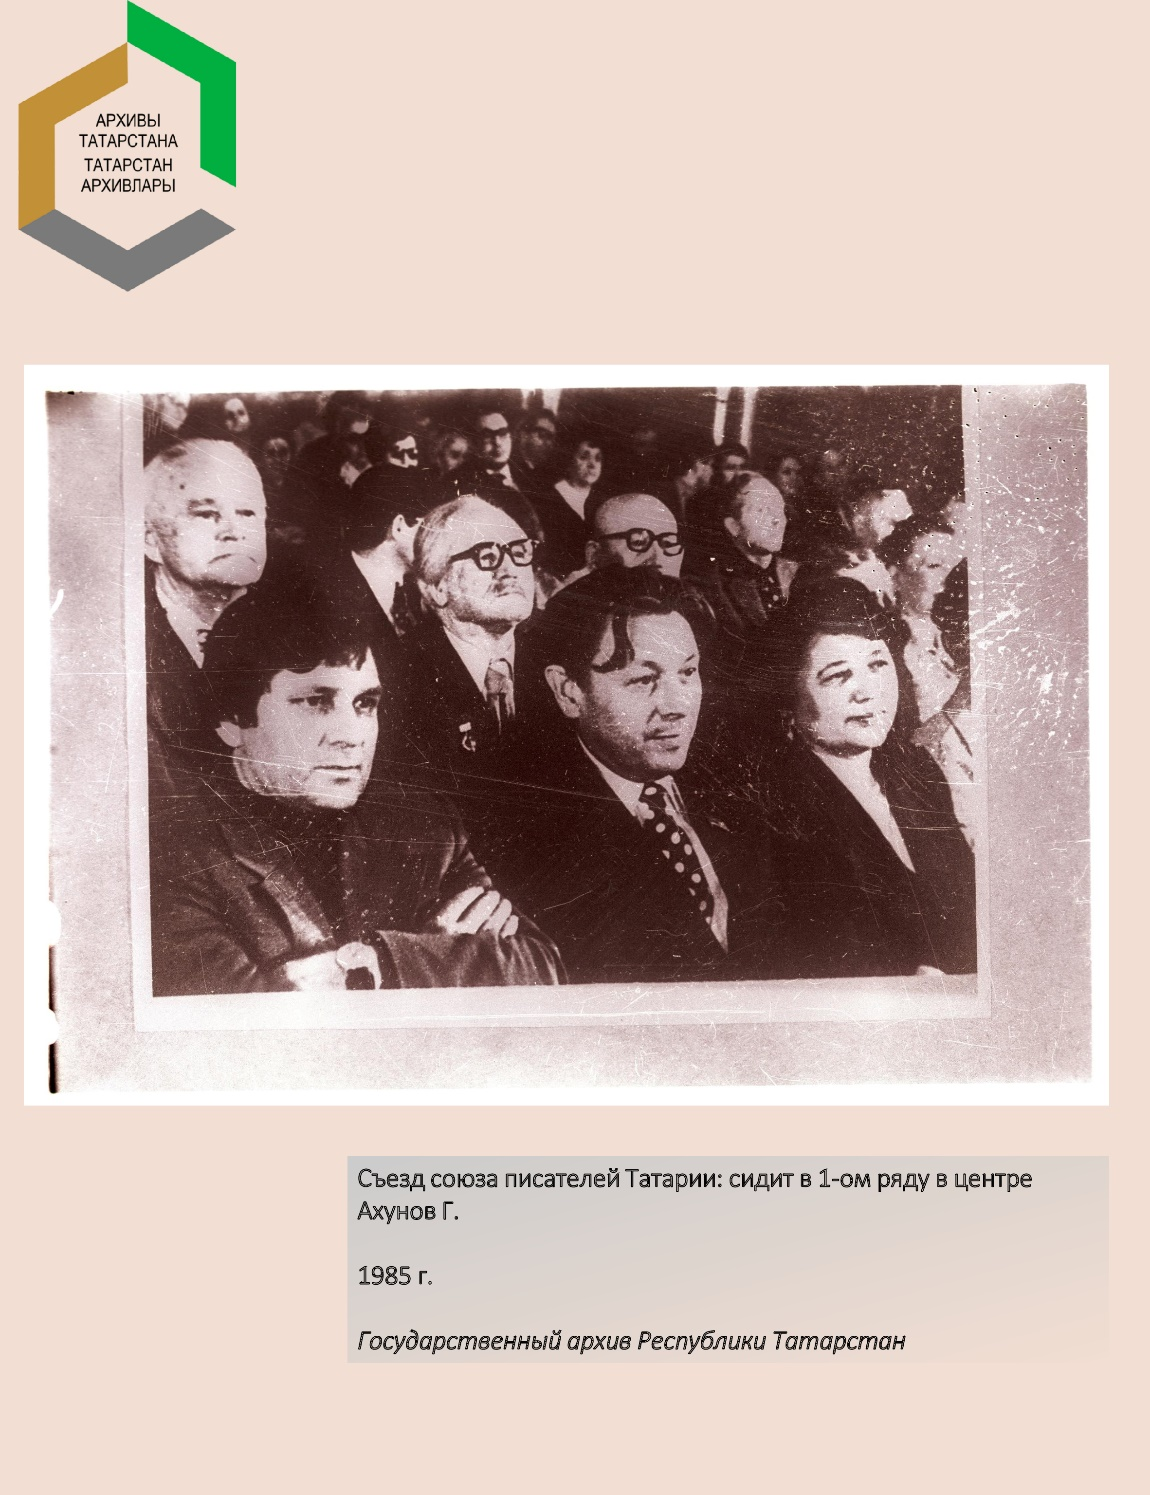 АРХИВЫ
ТАТАРСТАНА
ТАТАРСТАН
АРХИВЛАРЫ
Съезд союза писателей Татарии: сидит в 1-ом ряду в центре
Ахунов Г.
1985 г.
Государственный архив Республики Татарстан